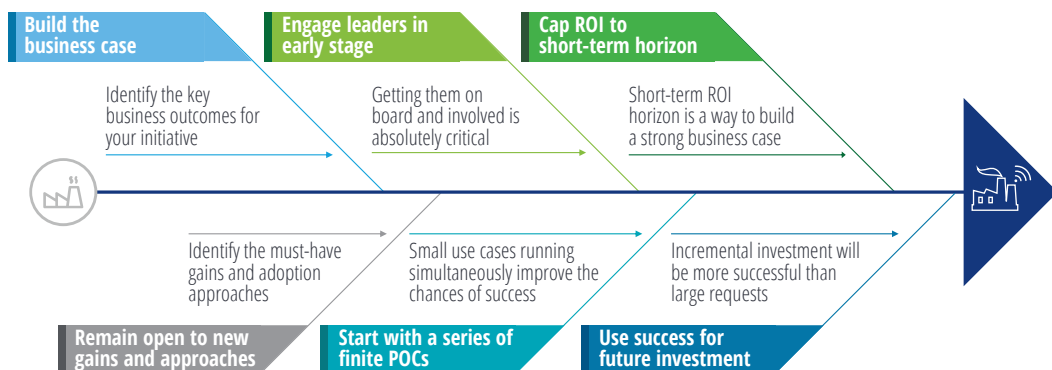 Build the
business case
Engage leaders in
early stage
Cap ROI to
short-term horizon
Identify the key
business outcomes for
your initiative
Getting them on
board and involved is
absolutely critical
Short-term ROI
horizon is a way to build
a strong business case
Identify the must-have
gains and adoption
approaches
Small use cases running
simultaneously improve the
chances of success
Incremental investment will
be more successful than
large requests
Remain open to new
gains and approaches
Start with a series of
finite POCs
Use success for
future investment